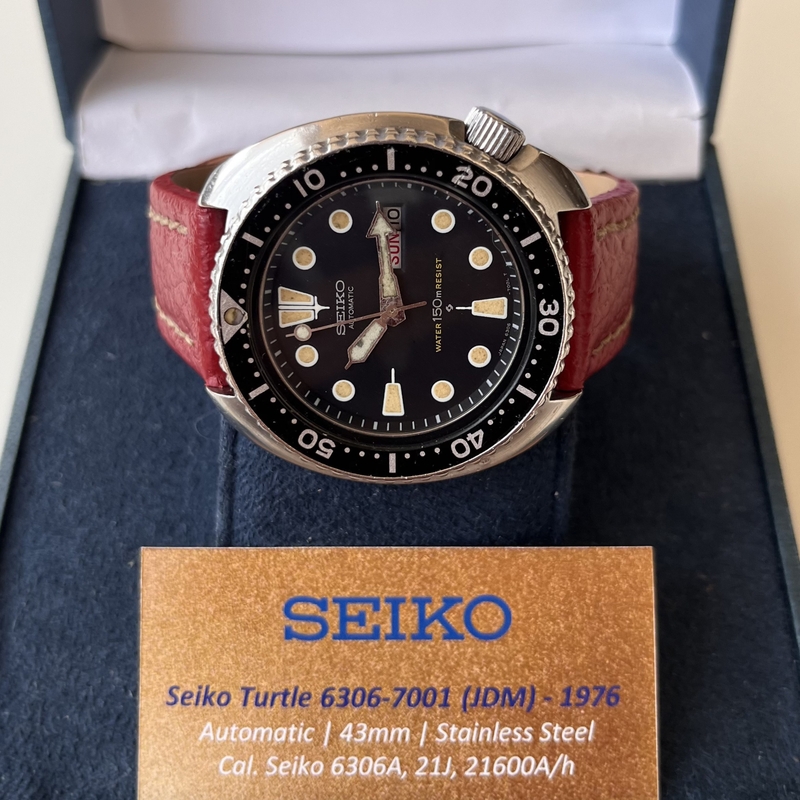 10
20
30
40
50
SUN 10
SEIKO
AUTOMATIC
WATER 150m RESIST
SEIKO
Seiko Turtle 6306-7001 (JDM) - 1976
Automatic | 43mm | Stainless Steel
Cal. Seiko 6306A, 21J, 21600A/h